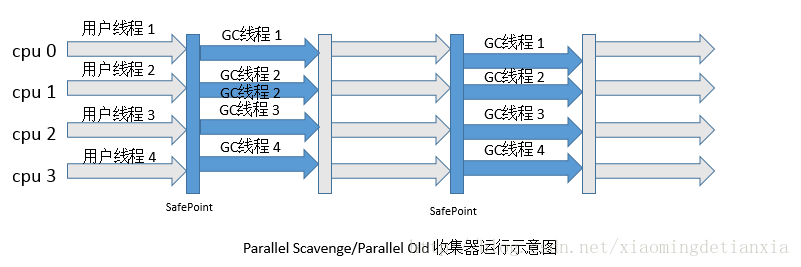 用户线程 1
GC线程 1
GC线程 1
cpu 0
用户线程 2
GC线程 2
GC线程 2
GC线程 2
cpu 1
用户线程 3
GC线程 3
GC线程 3
cpu 2
用户线程 4
GC线程 4
GC线程 4
cpu 3
SafePoint
SafePoint
Parallel Scavenge/Parallel Old 收集器运行示意图
.net/xiaomingdetianxia